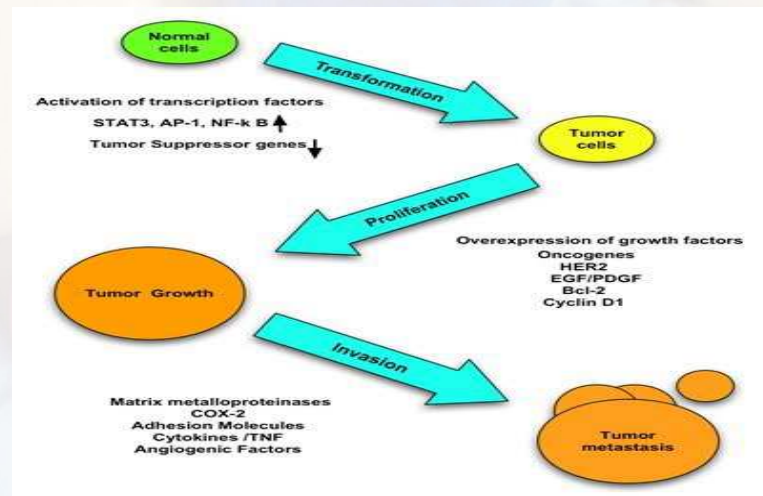 Normal
cells
Transformation
Activation of transcription factors
STAT3, AP-1, NF-k B
Tumor Suppressor genes
Tumor
cells
Proliferation
Overexpression of growth factors
Oncogenes
HER2
EGF/PDGF
Bcl-2
Cyclin D1
Tumor Growth
Invasion
Matrix metalloproteinases
COX-2
Adhesion Molecules
Cytokines /TNF
Angiogenic Factors
Tumor
metastasis